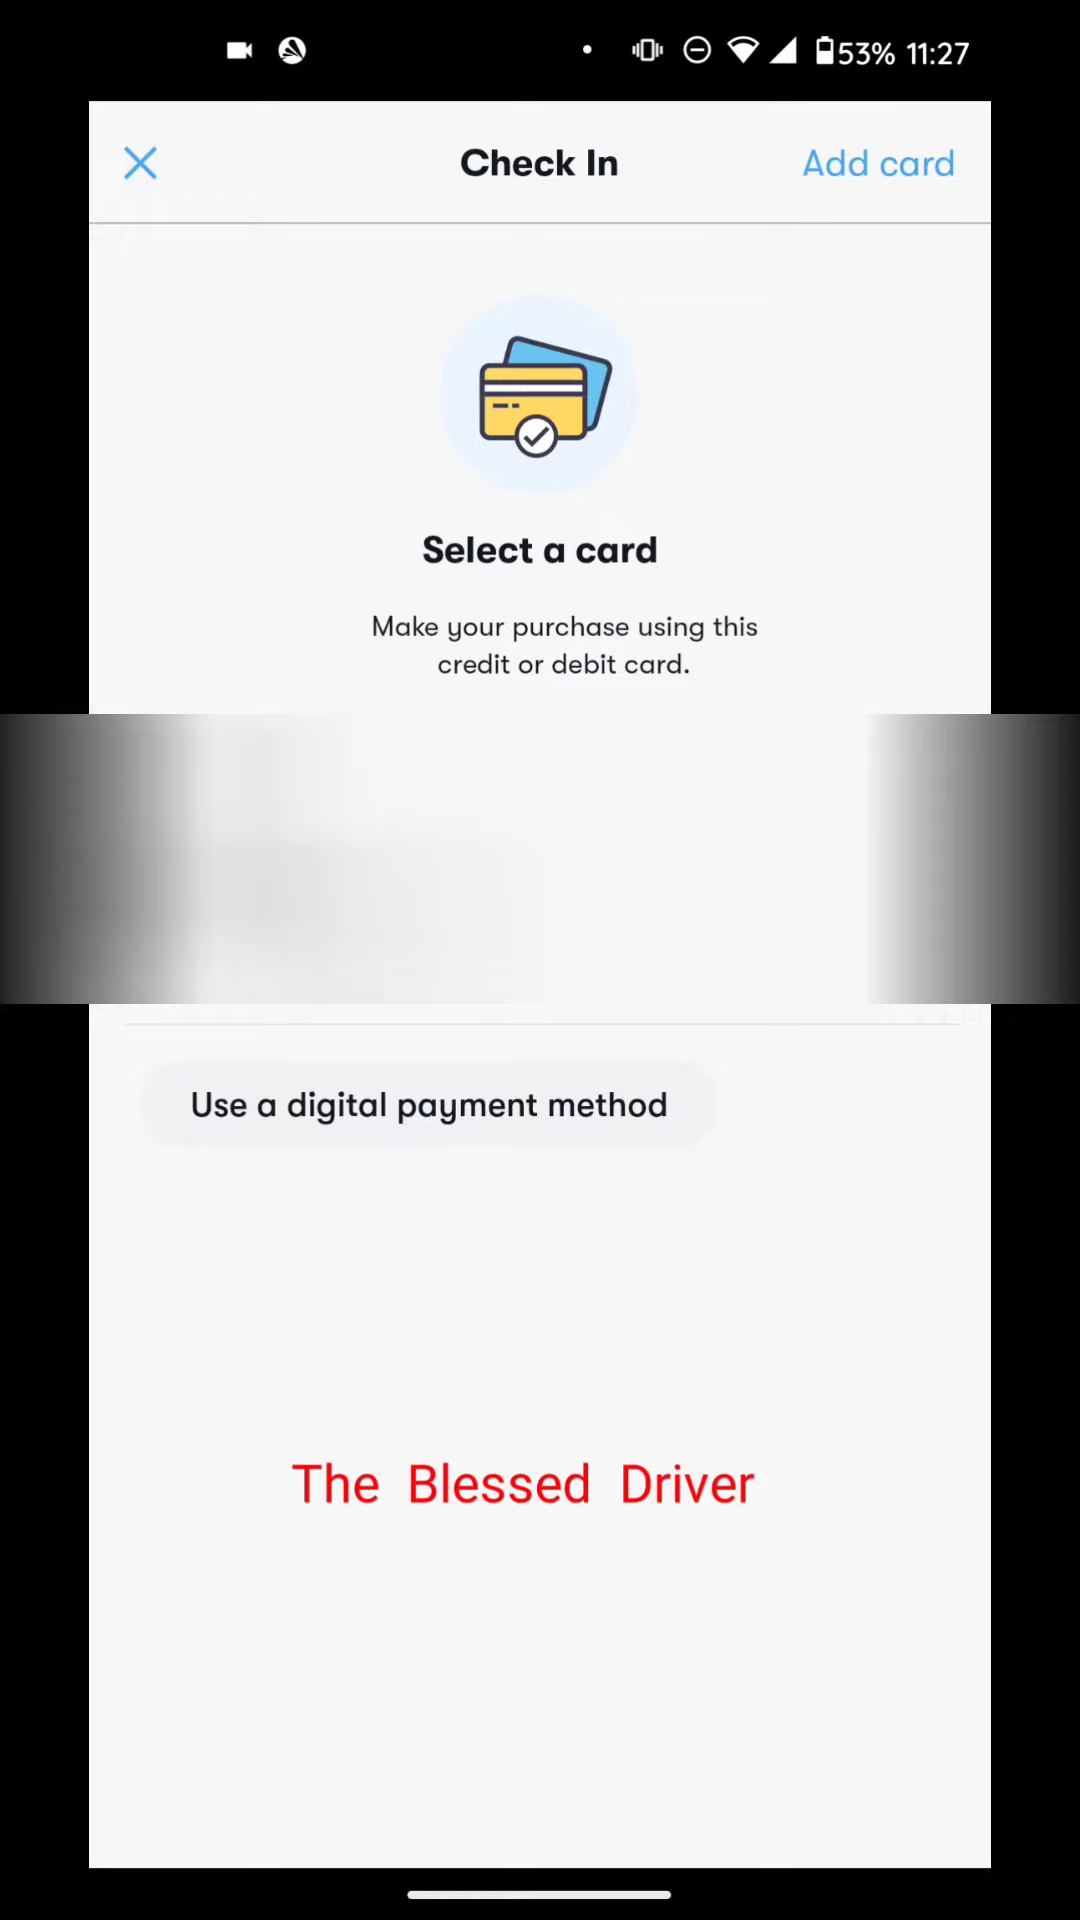 53% 11:27
Check In
Add card
Select a card
Make your purchase using this
credit or debit card.
Use a digital payment method
The Blessed Driver